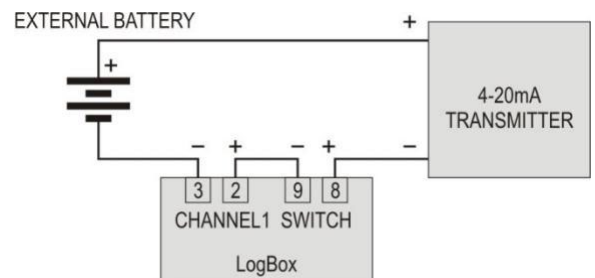 EXTERNAL BATTERY
+
+
4-20mA
TRANSMITTER
− + − + −
3 2 9 8
CHANNEL1 SWITCH
LogBox